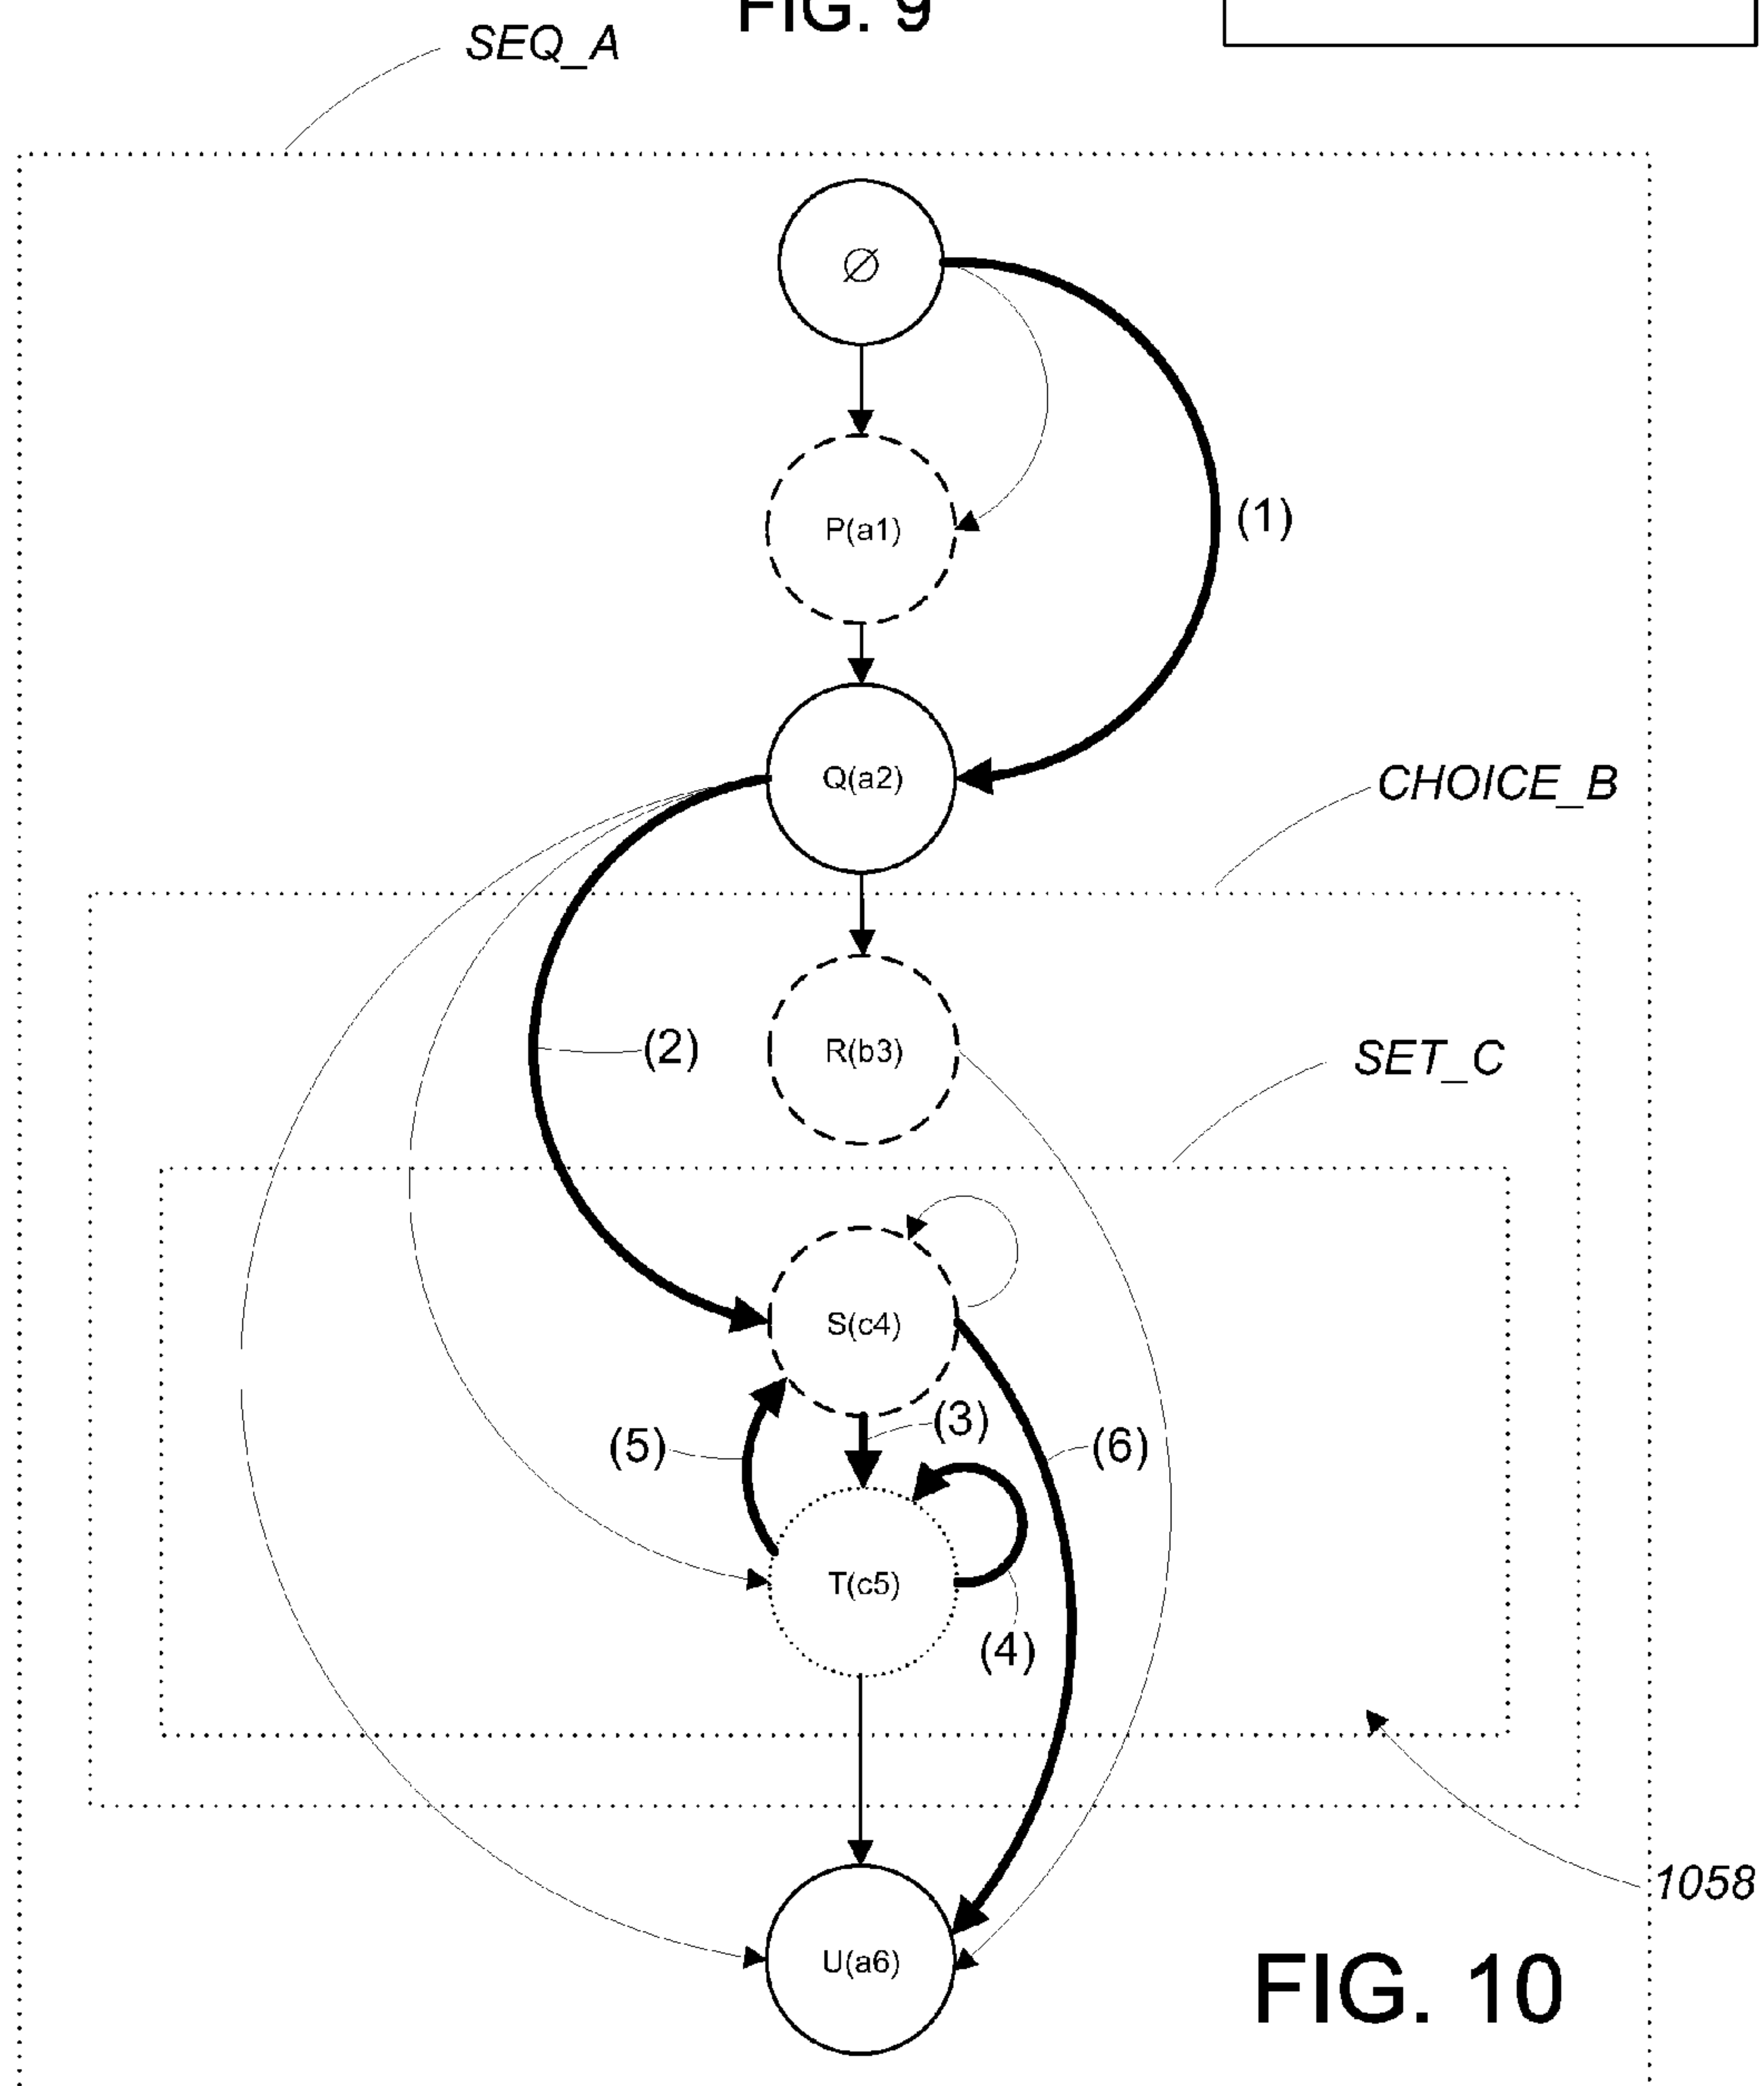 FIG. 9
SEQ_A
∅
P(a1)
(1)
Q(a2)
CHOICE_B
(2)
R(b3)
SET_C
S(c4)
(3)
(5)
(6)
T(c5)
(4)
1058
U(a6)
FIG. 10